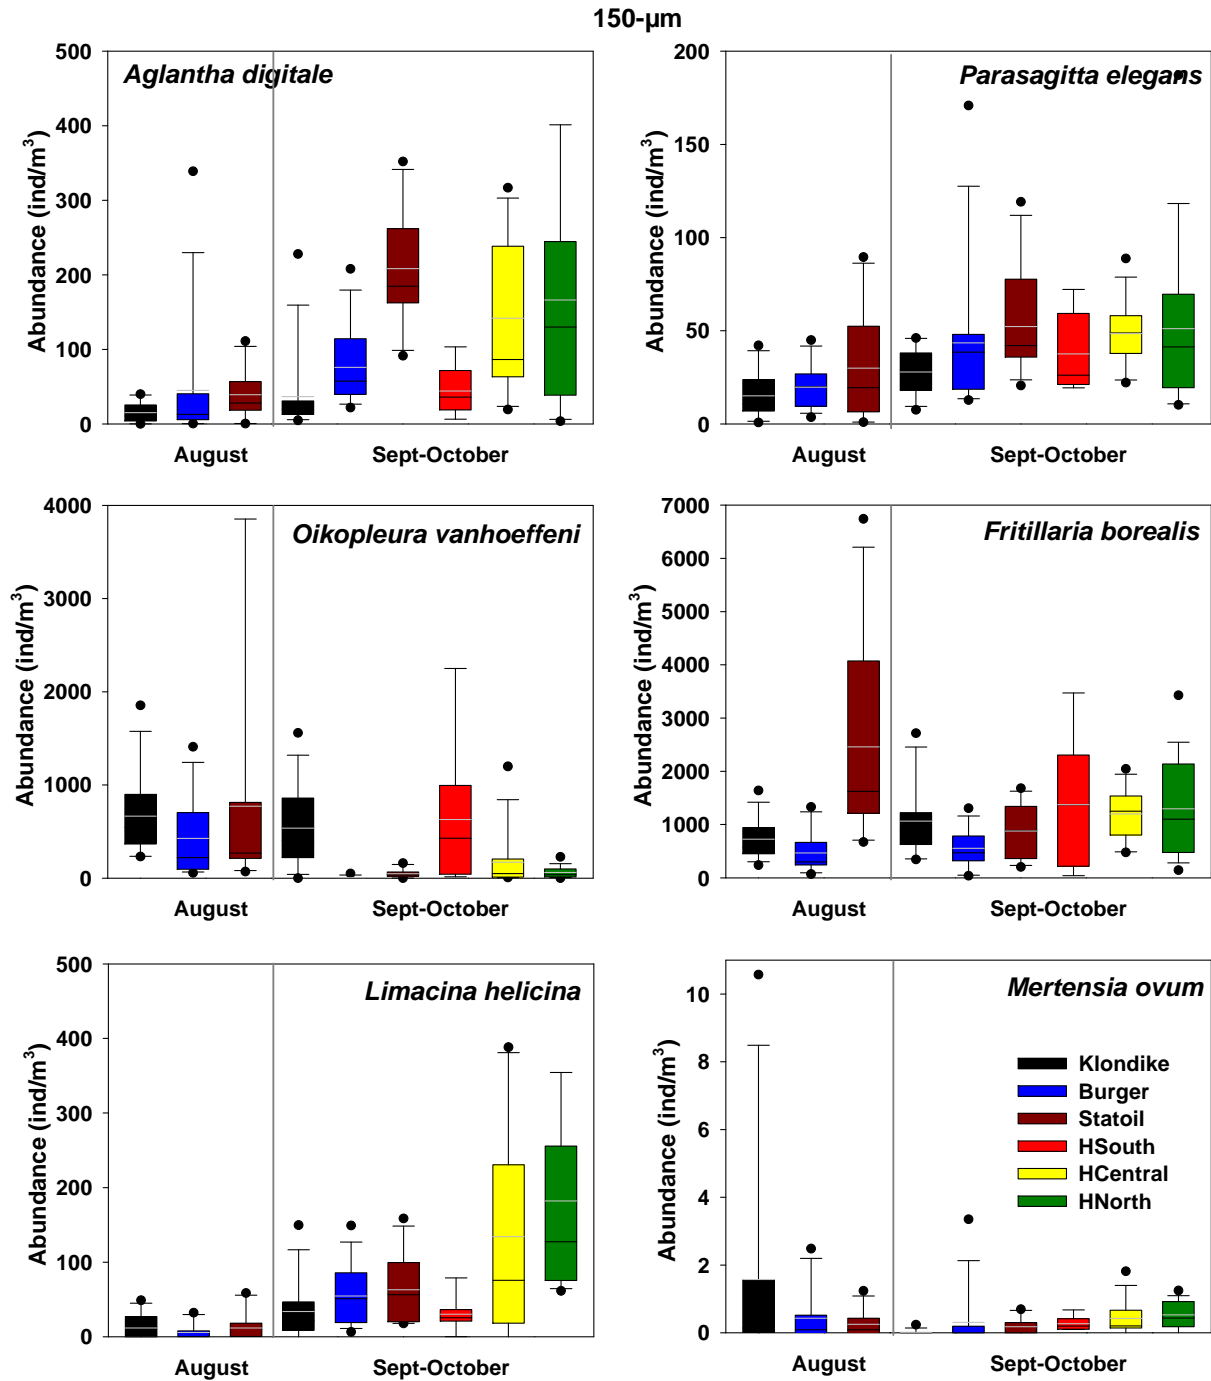 150-µm
Aglantha digitale
Abundance (ind/m³)
500
400
300
200
100
0
August
Sept-October
Parasagitta elegans
Abundance (ind/m³)
200
150
100
50
0
August
Sept-October
Oikopleura vanhoeffeni
Abundance (ind/m³)
4000
3000
2000
1000
0
August
Sept-October
Fritillaria borealis
Abundance (ind/m³)
7000
6000
5000
4000
3000
2000
1000
0
August
Sept-October
Limacina helicina
Abundance (ind/m³)
500
400
300
200
100
0
August
Sept-October
Mertensia ovum
Abundance (ind/m³)
10
8
6
4
2
0
Klondike
Burger
Statoil
HSouth
HCentral
HNorth
August
Sept-October